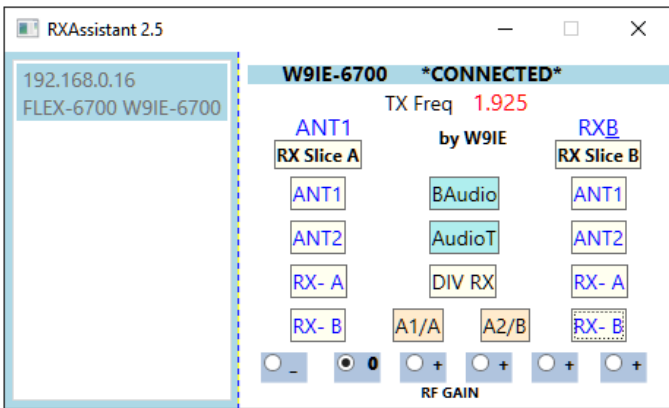 RXAssistant 2.5
192.168.0.16
FLEX-6700 W9IE-6700
W9IE-6700 *CONNECTED*
TX Freq 1.925
ANT1 by W9IE RXB
RX Slice A RX Slice B
ANT1 BAudio ANT1
ANT2 AudioT ANT2
RX- A DIV RX RX- A
RX- B A1/A A2/B RX- B
_ 0 + + + +
RF GAIN